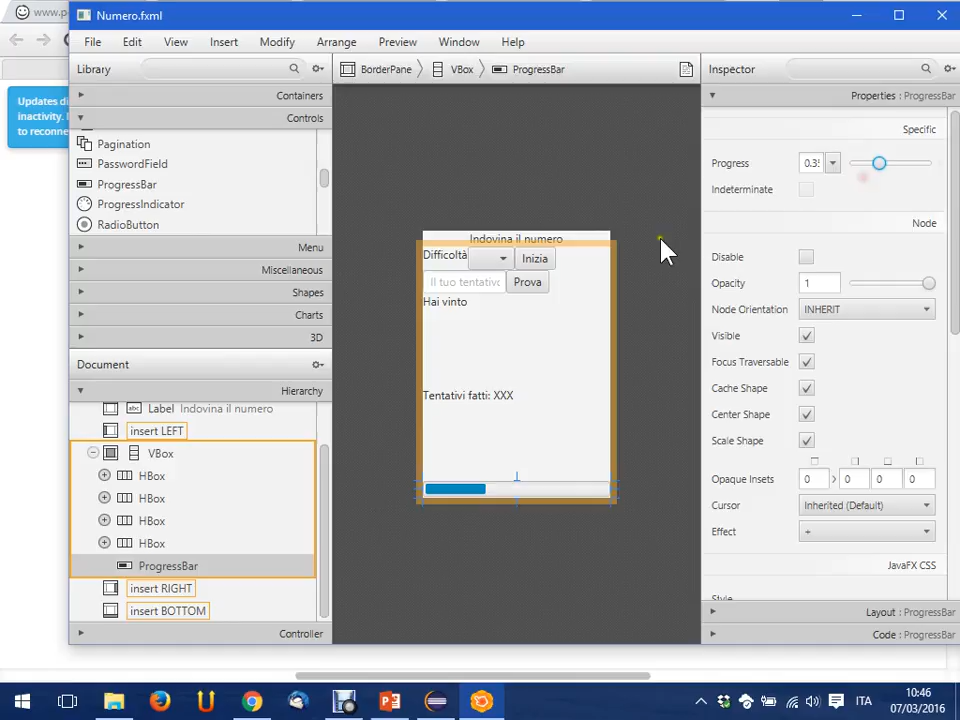 www.p
Numero.fxml
File Edit View Insert Modify Arrange Preview Window Help
Library
BorderPane VBox ProgressBar
Inspector
Containers
Controls
Pagination
PasswordField
ProgressBar
ProgressIndicator
RadioButton
Menu
Miscellaneous
Shapes
Charts
3D
Document
Hierarchy
Label Indovina il numero
insert LEFT
VBox
HBox
HBox
HBox
HBox
ProgressBar
insert RIGHT
insert BOTTOM
Controller
Updates di
inactivity.
to reconne
Indovina il numero
Difficoltà Inizia
Il tuo tentativo Prova
Hai vinto
Tentativi fatti: XXX
Properties : ProgressBar
Specific
Progress 0.3
Indeterminate
Node
Disable
Opacity 1
Node Orientation INHERIT
Visible
Focus Traversable
Cache Shape
Center Shape
Scale Shape
Opaque Insets 0 0 0 0
Cursor Inherited (Default)
Effect +
JavaFX CSS
Style
Layout : ProgressBar
Code : ProgressBar
ITA
10:46
07/03/2016